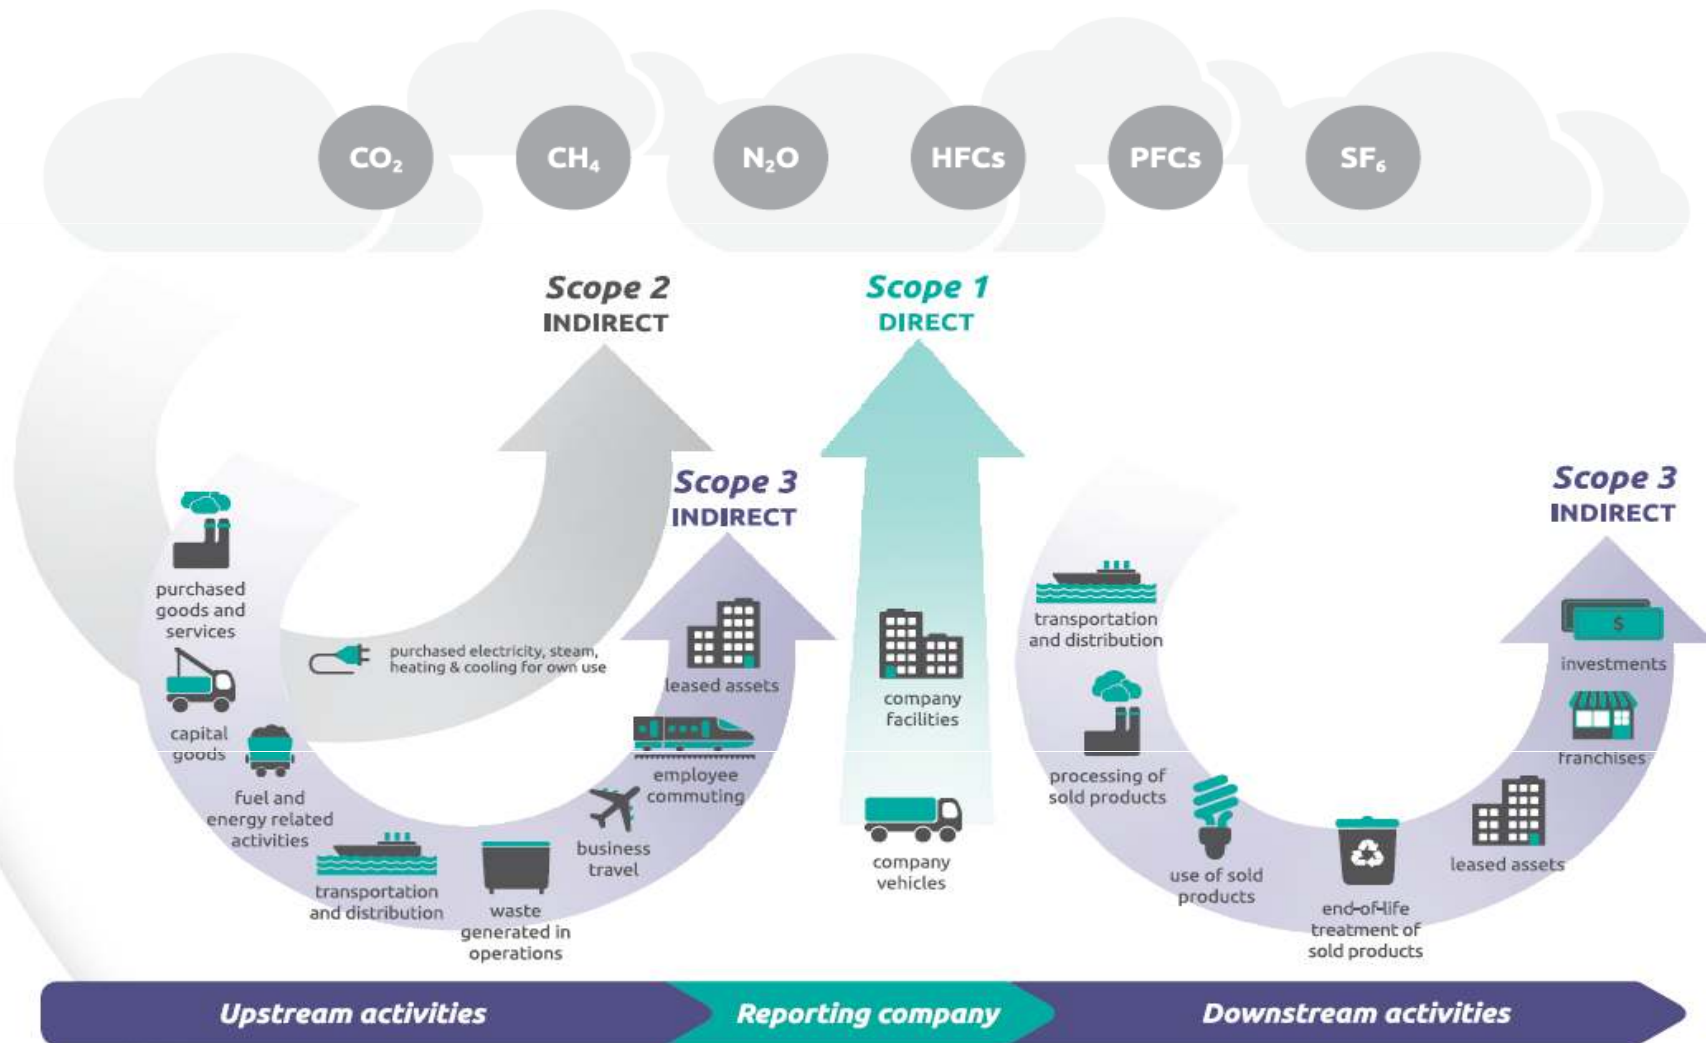 CO₂
CH₄
N₂O
HFCs
PFCs
SF₆
Scope 2
INDIRECT
Scope 1
DIRECT
Scope 3
INDIRECT
Scope 3
INDIRECT
purchased
goods and
services
capital
goods
fuel and
energy related
activities
transportation
and distribution
waste
generated in
operations
business
travel
employee
commuting
leased assets
purchased electricity, steam,
heating & cooling for own use
company
facilities
company
vehicles
transportation
and distribution
processing of
sold products
use of sold
products
end-of-life
treatment of
sold products
leased assets
franchises
$
investments
Upstream activities
Reporting company
Downstream activities